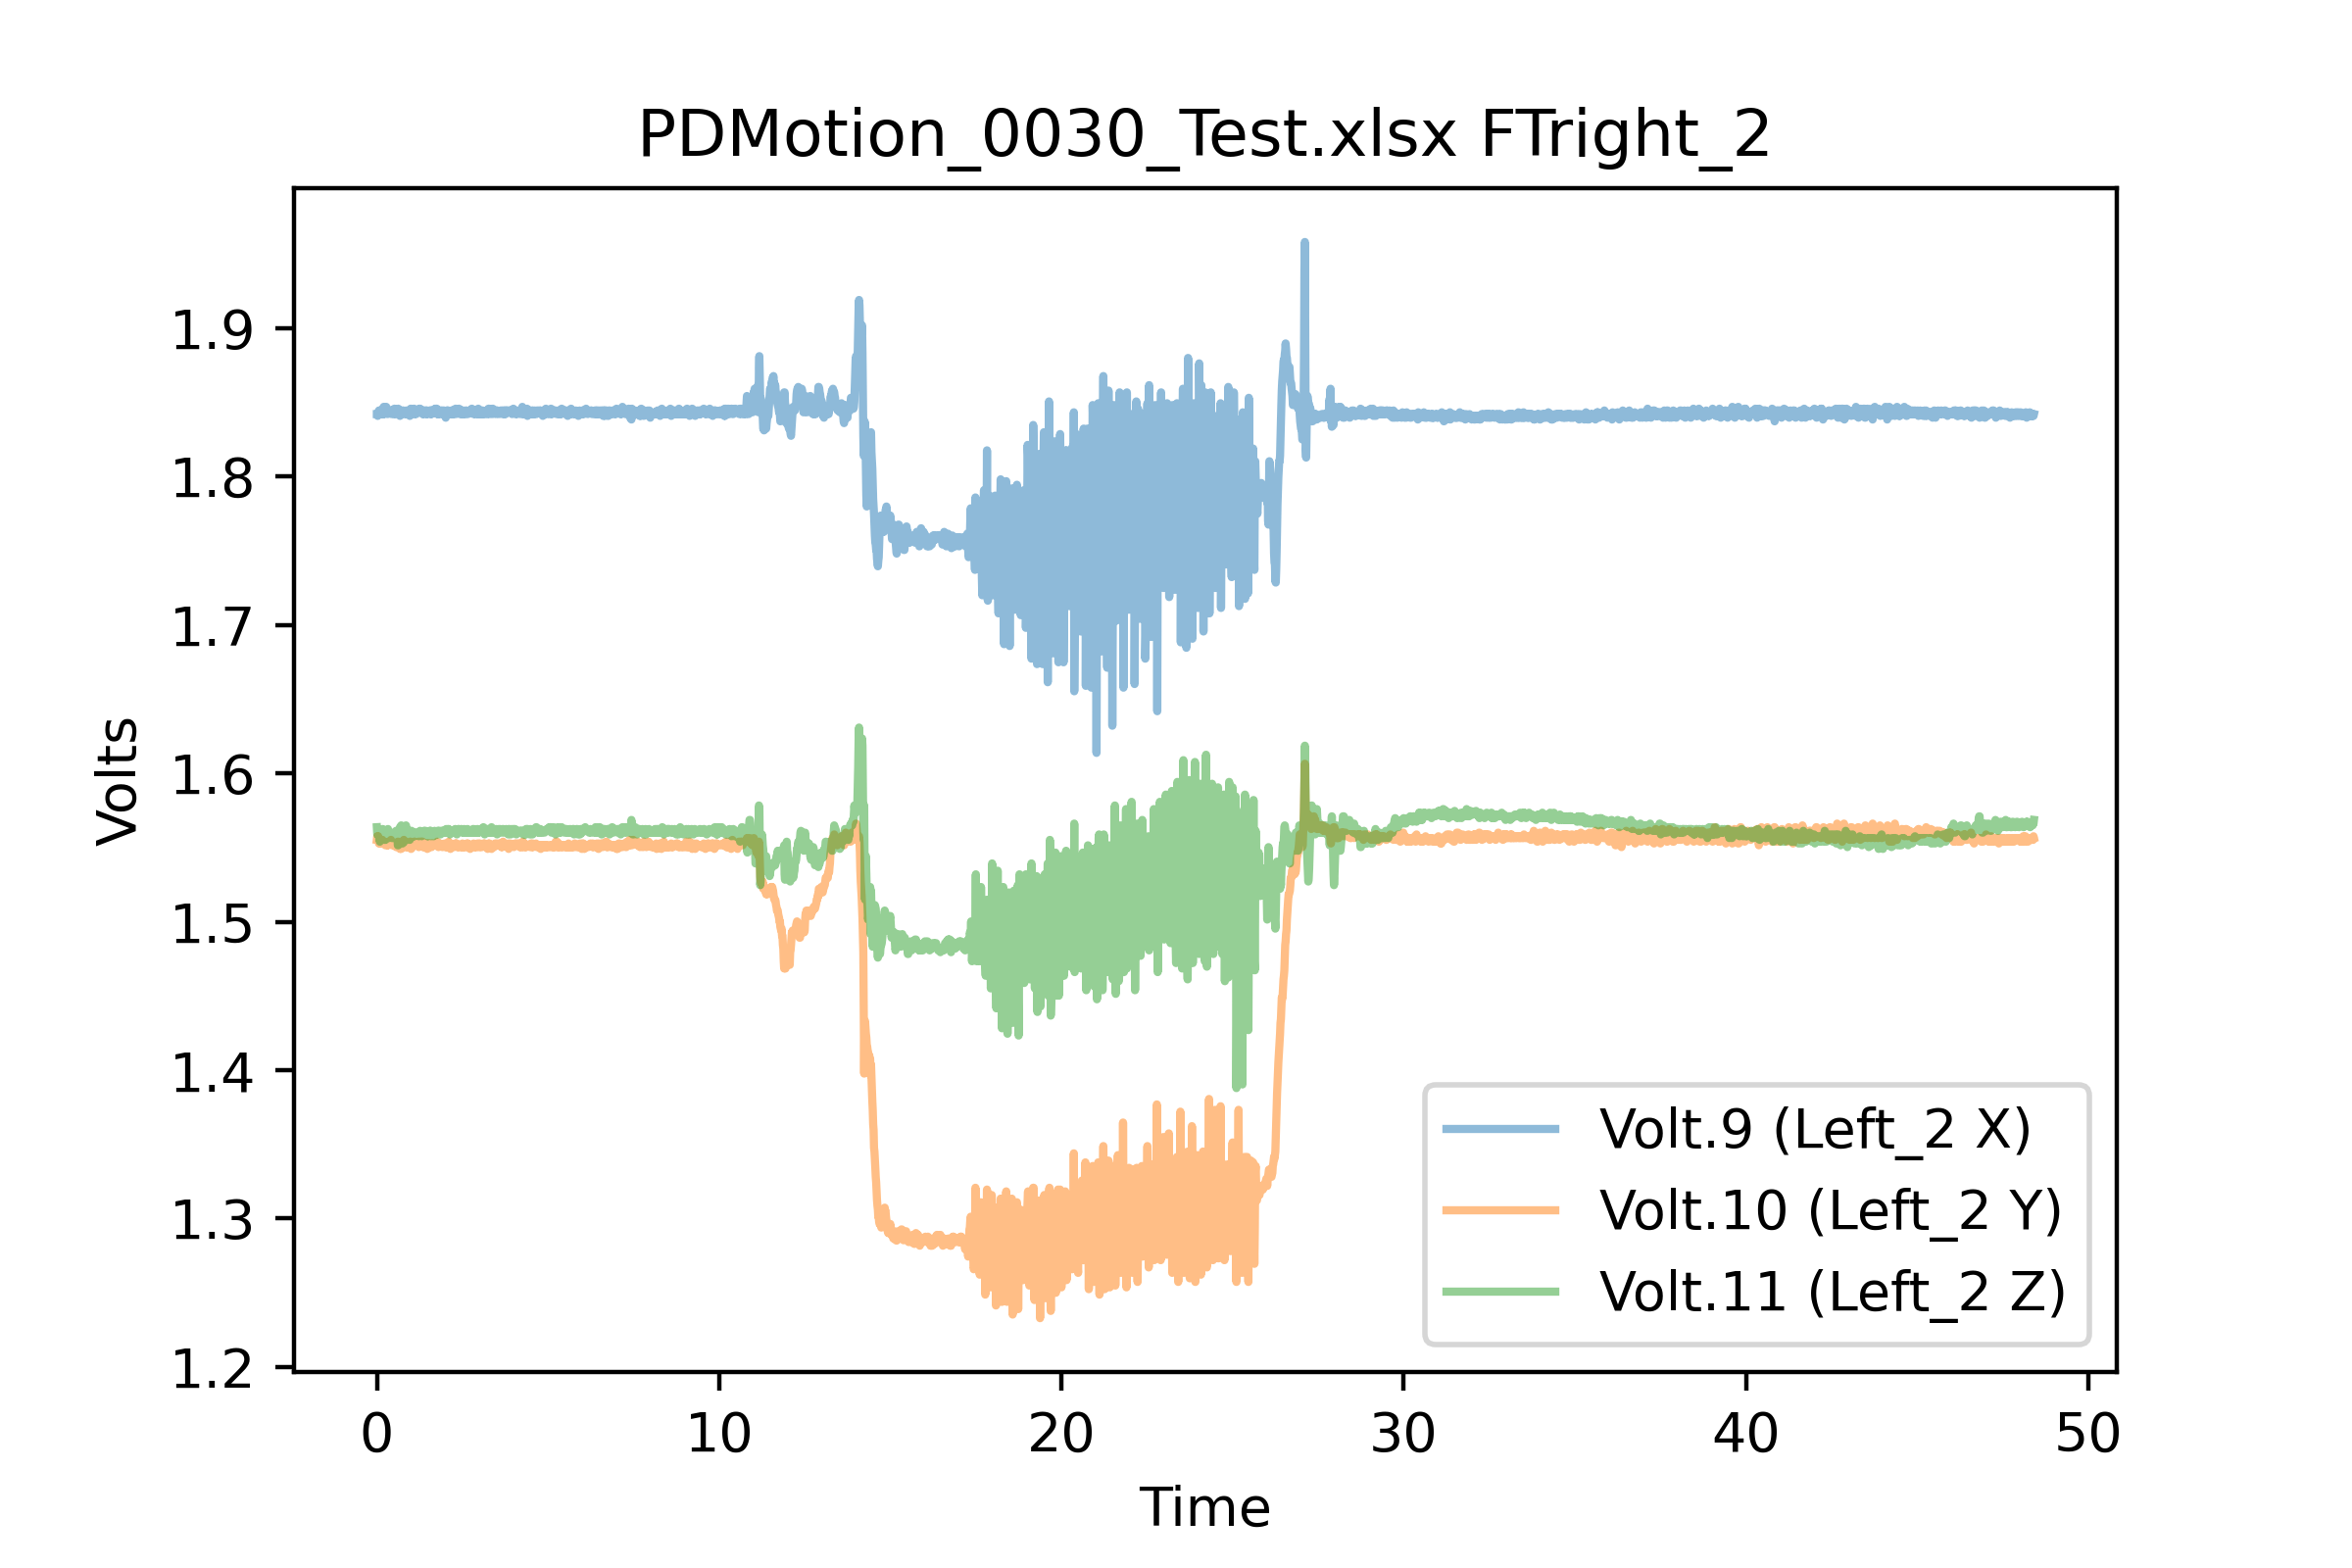 PDMotion_0030_Test.xlsx FTright_2
Volts
1.9
1.8
1.7
1.6
1.5
1.4
1.3
1.2
Volt.9 (Left_2 X)
Volt.10 (Left_2 Y)
Volt.11 (Left_2 Z)
0 10 20 30 40 50
Time